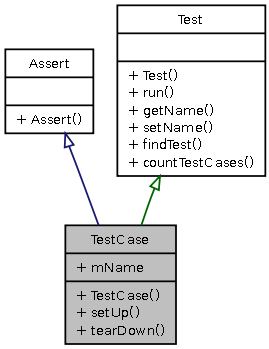 Test
+ Test()
+ run()
+ getName()
+ setName()
+ findTest()
+ countTestCases()
Assert
+ Assert()
TestCase
+ mName
+ TestCase()
+ setUp()
+ tearDown()